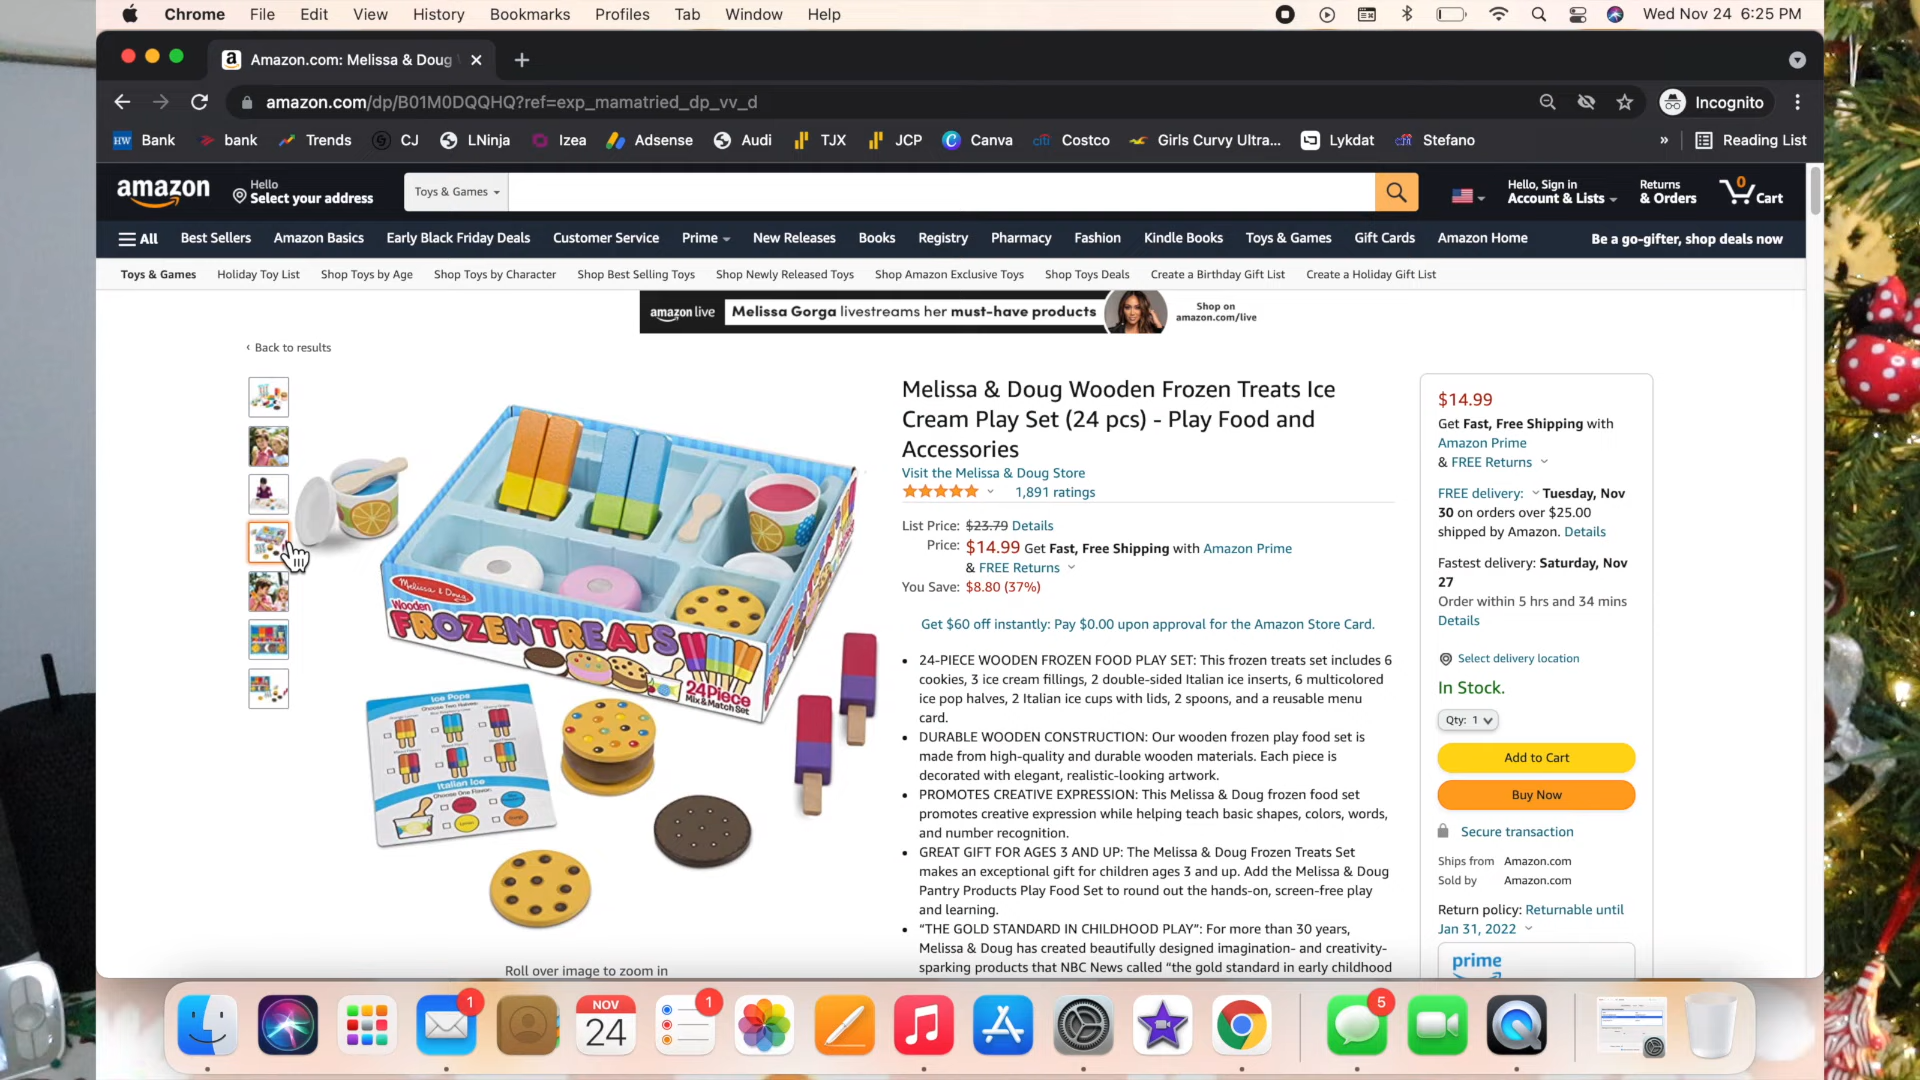 Chrome File Edit View History Bookmarks Profiles Tab Window Help Wed Nov 24 6:25 PM
Amazon.com: Melissa & Doug
amazon.com/dp/B01M0DQQHQ?ref=exp_mamatried_dp_vv_d Incognito
HW Bank bank Trends CJ LNinja Izea Adsense Audi TJX JCP Canva citi Costco Girls Curvy Ultra... Lykdat citi Stefano » Reading List
amazon Hello Select your address Toys & Games Hello, Sign in Account & Lists Returns & Orders 0 Cart
All Best Sellers Amazon Basics Early Black Friday Deals Customer Service Prime New Releases Books Registry Pharmacy Fashion Kindle Books Toys & Games Gift Cards Amazon Home Be a go-gifter, shop deals now
Toys & Games Holiday Toy List Shop Toys by Age Shop Toys by Character Shop Best Selling Toys Shop Newly Released Toys Shop Amazon Exclusive Toys Shop Toys Deals Create a Birthday Gift List Create a Holiday Gift List
amazon live Melissa Gorga livestreams her must-have products Shop on
amazon.com/live
‹ Back to results
Melissa & Doug
Wooden
FROZEN TREATS
24 Piece
Mix & Match Set
Ice Pops
Choose Two Halves:
Italian Ice
Choose One Flavor:
Roll over image to zoom in
Melissa & Doug Wooden Frozen Treats Ice
Cream Play Set (24 pcs) - Play Food and
Accessories
Visit the Melissa & Doug Store
1,891 ratings
List Price: $23.79 Details
Price: $14.99 Get Fast, Free Shipping with Amazon Prime
& FREE Returns
You Save: $8.80 (37%)
Get $60 off instantly: Pay $0.00 upon approval for the Amazon Store Card.
• 24-PIECE WOODEN FROZEN FOOD PLAY SET: This frozen treats set includes 6
cookies, 3 ice cream fillings, 2 double-sided Italian ice inserts, 6 multicolored
ice pop halves, 2 Italian ice cups with lids, 2 spoons, and a reusable menu
card.
• DURABLE WOODEN CONSTRUCTION: Our wooden frozen play food set is
made from high-quality and durable wooden materials. Each piece is
decorated with elegant, realistic-looking artwork.
• PROMOTES CREATIVE EXPRESSION: This Melissa & Doug frozen food set
promotes creative expression while helping teach basic shapes, colors, words,
and number recognition.
• GREAT GIFT FOR AGES 3 AND UP: The Melissa & Doug Frozen Treats Set
makes an exceptional gift for children ages 3 and up. Add the Melissa & Doug
Pantry Products Play Food Set to round out the hands-on, screen-free play
and learning.
• “THE GOLD STANDARD IN CHILDHOOD PLAY”: For more than 30 years,
Melissa & Doug has created beautifully designed imagination- and creativity-
sparking products that NBC News called “the gold standard in early childhood
$14.99
Get Fast, Free Shipping with
Amazon Prime
& FREE Returns
FREE delivery: Tuesday, Nov
30 on orders over $25.00
shipped by Amazon. Details
Fastest delivery: Saturday, Nov
27
Order within 5 hrs and 34 mins
Details
Select delivery location
In Stock.
Qty: 1
Add to Cart
Buy Now
Secure transaction
Ships from Amazon.com
Sold by Amazon.com
Return policy: Returnable until
Jan 31, 2022
prime
1 NOV 24 1 5